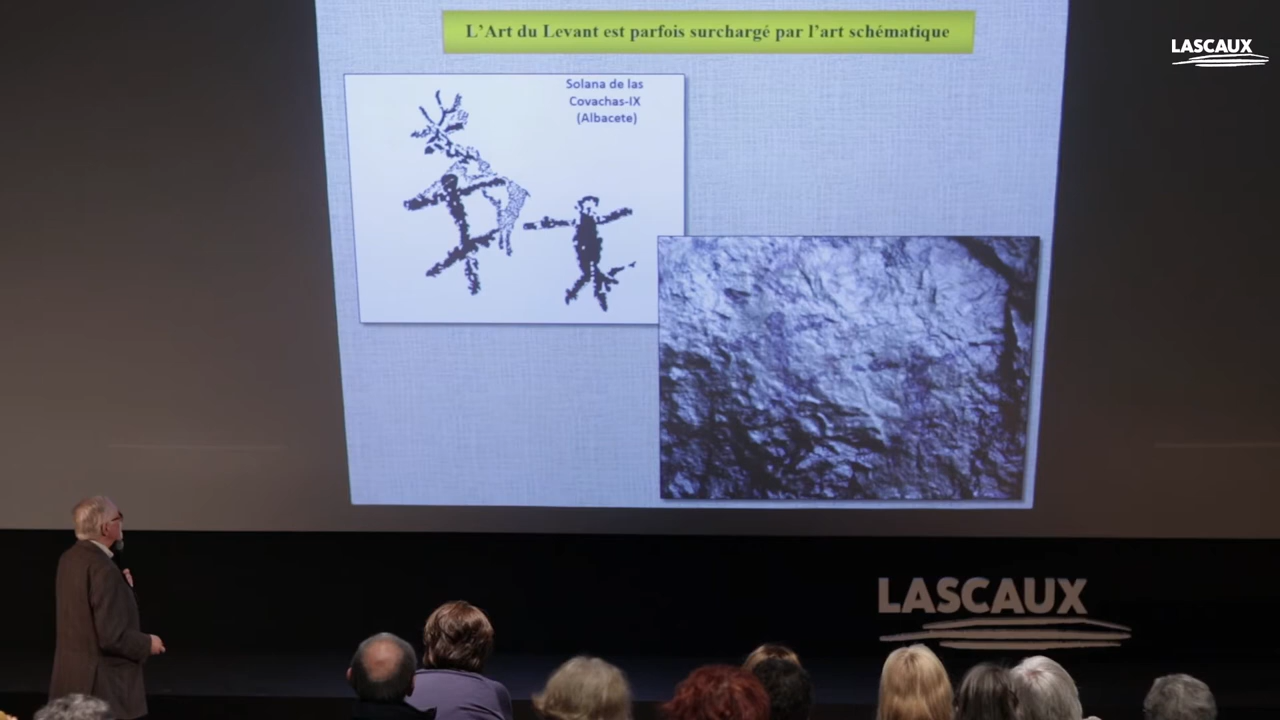 L’Art du Levant est parfois surchargé par l’art schématique
LASCAUX
Solana de las
Covachas-IX
(Albacete)
LASCAUX